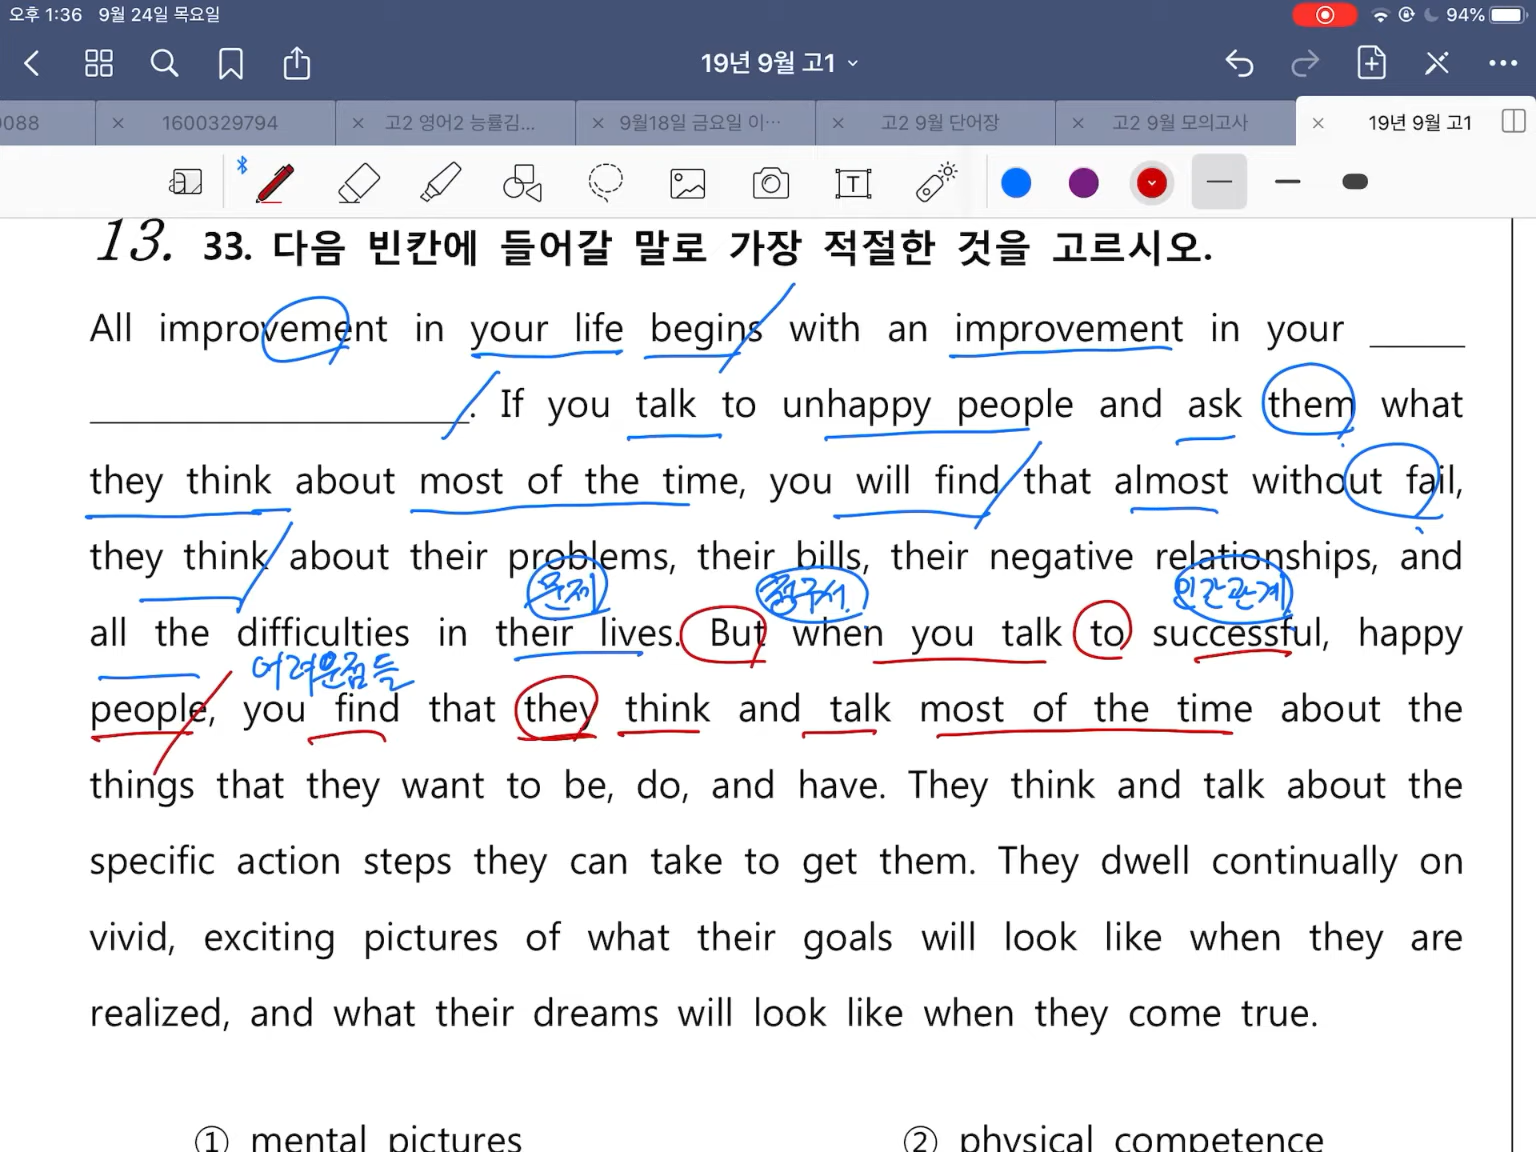 오후 1:36 9월 24일 목요일
94%
19년 9월 고1
0088
1600329794
고2 영어2 능률김...
9월18일 금요일 이...
고2 9월 단어장
고2 9월 모의고사
19년 9월 고1
13. 33. 다음 빈칸에 들어갈 말로 가장 적절한 것을 고르시오.
All improvement in your life begins with an improvement in your
. If you talk to unhappy people and ask them what
they think about most of the time, you will find that almost without fail,
they think about their problems, their bills, their negative relationships, and
문제 청구서 인간관계
all the difficulties in their lives. But when you talk to successful, happy
어려운점들
people, you find that they think and talk most of the time about the
things that they want to be, do, and have. They think and talk about the
specific action steps they can take to get them. They dwell continually on
vivid, exciting pictures of what their goals will look like when they are
realized, and what their dreams will look like when they come true.
① mental pictures ② physical competence